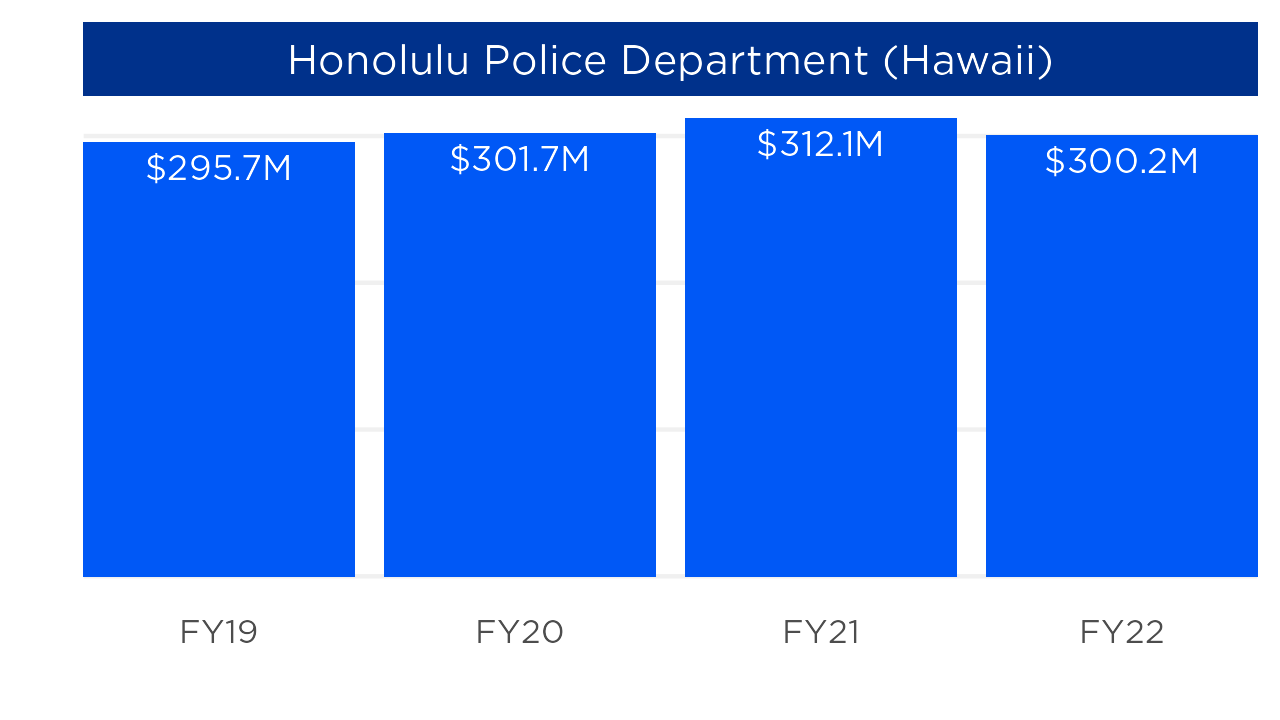 Honolulu Police Department (Hawaii)
$295.7M
$301.7M
$312.1M
$300.2M
FY19
FY20
FY21
FY22